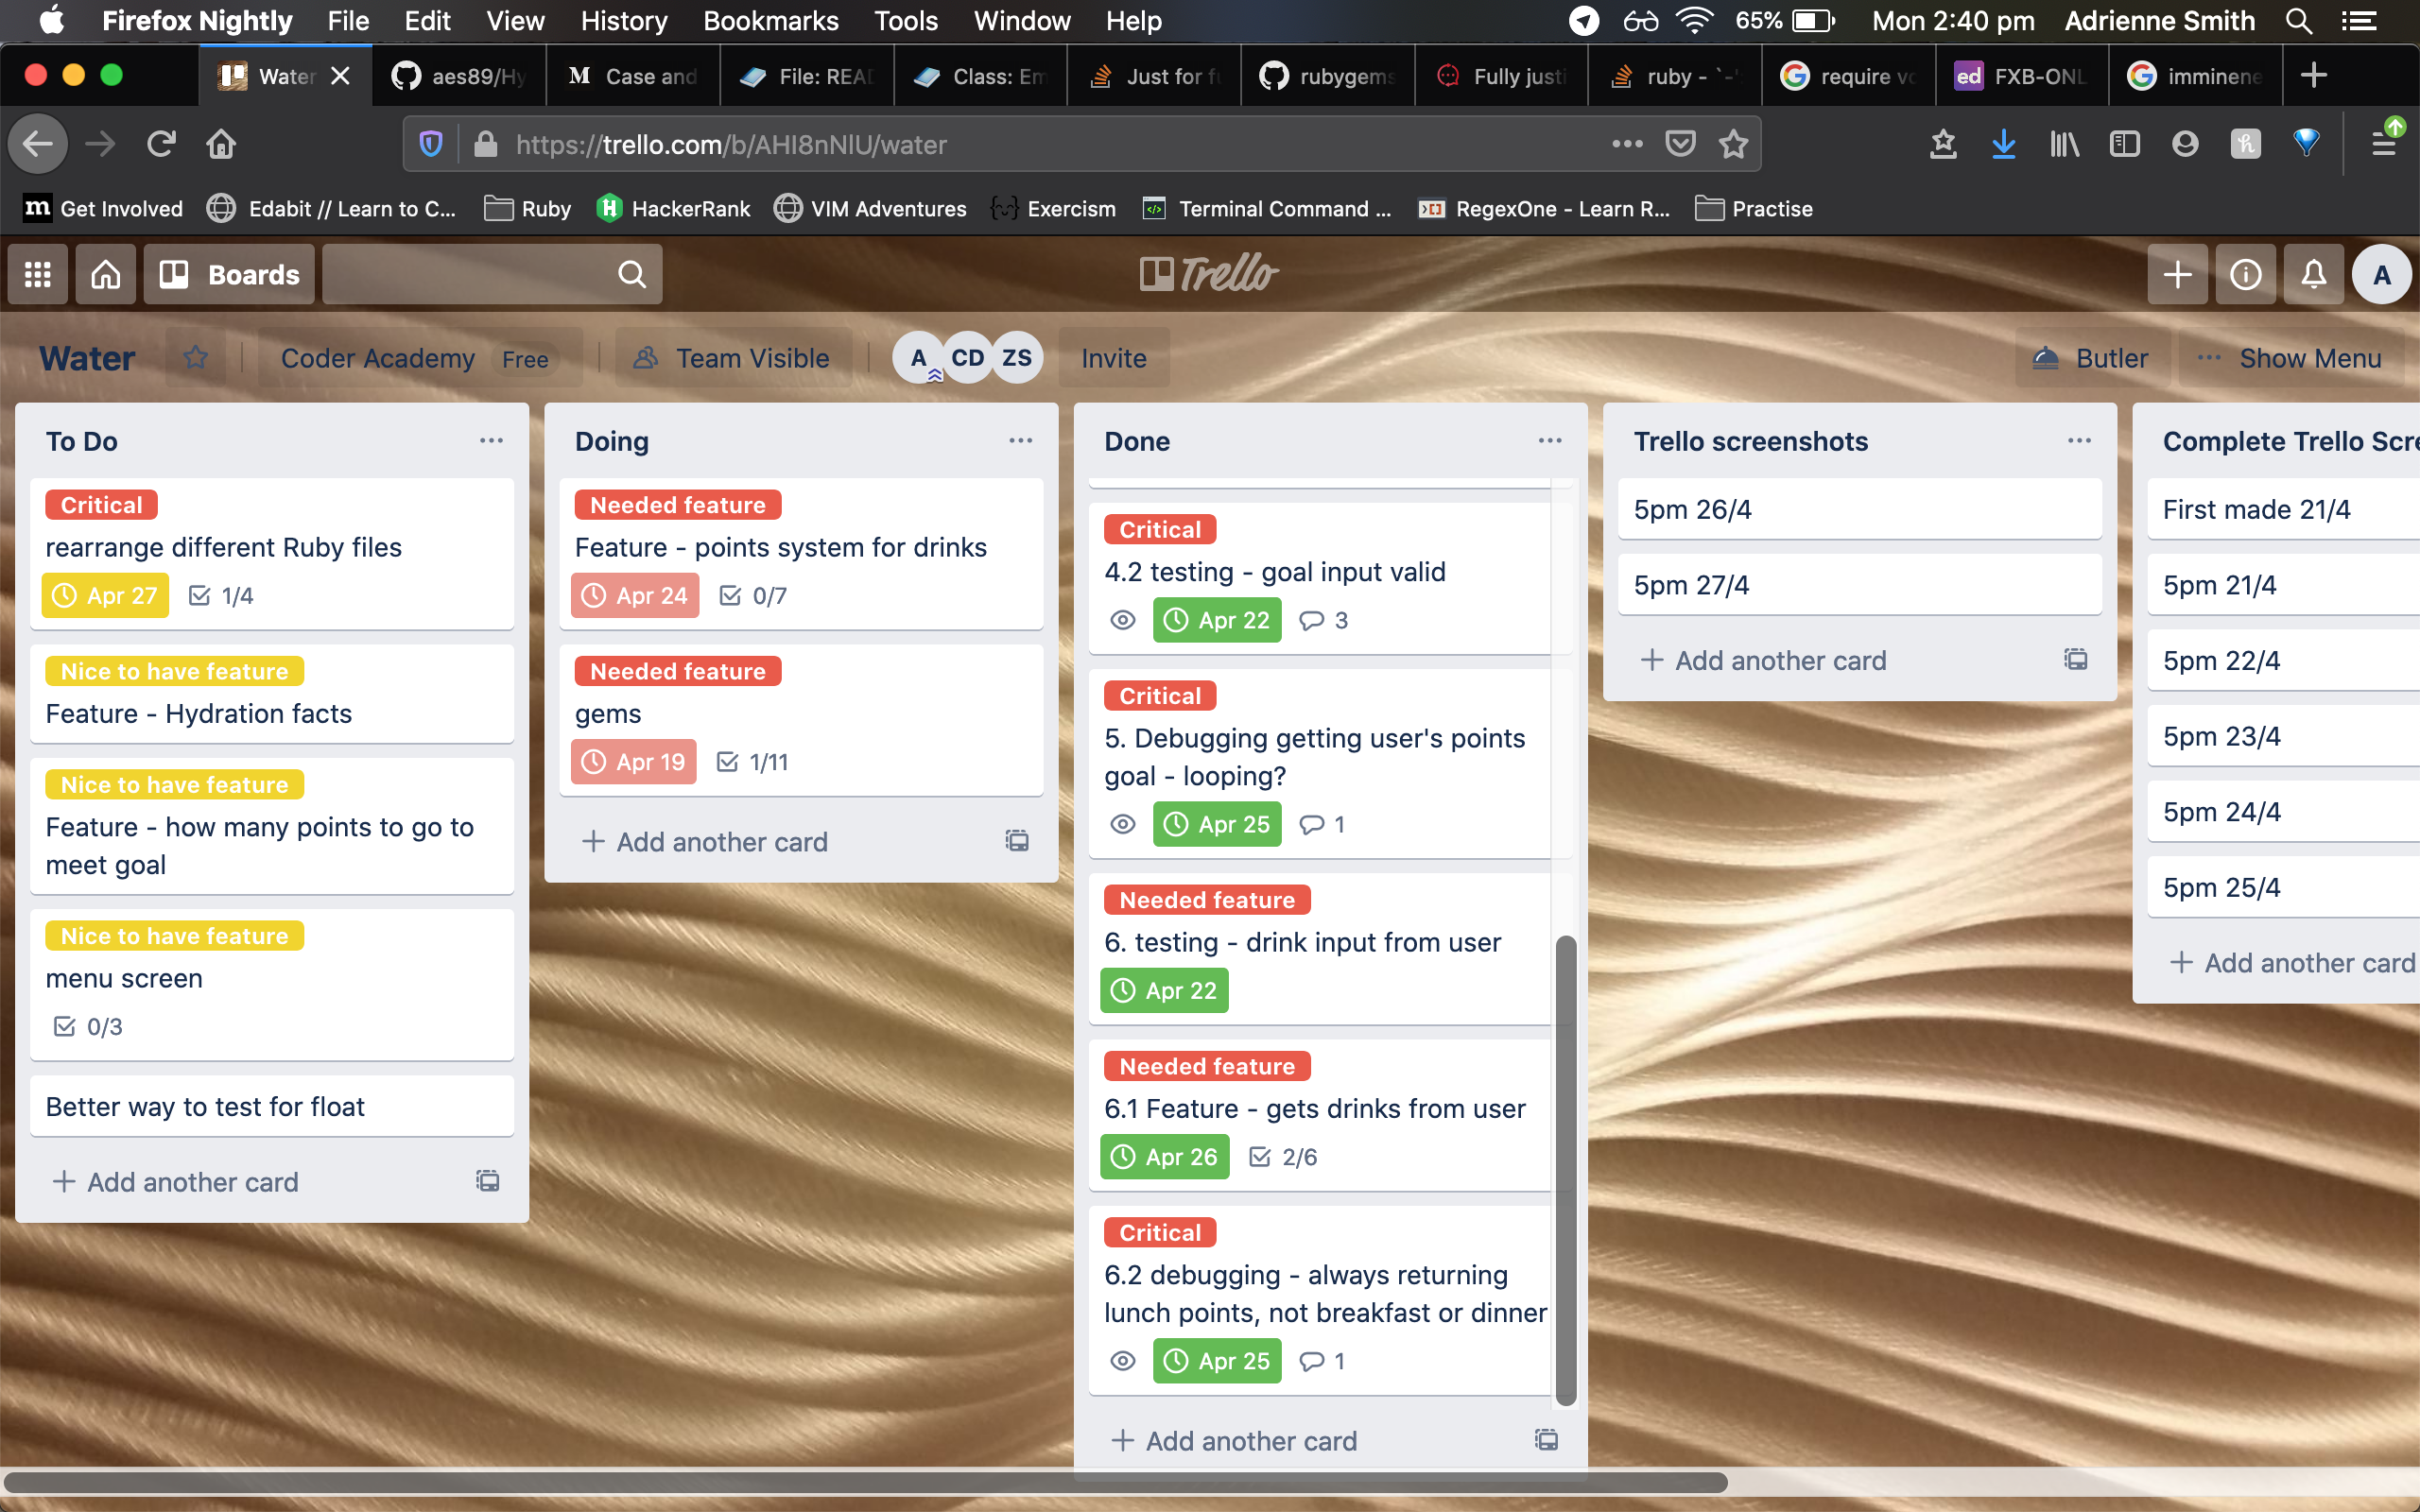 Firefox Nightly File Edit View History Bookmarks Tools Window Help 65% Mon 2:40 pm Adrienne Smith
Water aes89/Hy Case and File: REA Class: Em Just for fu rubygems Fully justi ruby - `-' require vo FXB-ONL imminene
https://trello.com/b/AHI8nNlU/water
Get Involved Edabit // Learn to C... Ruby HackerRank VIM Adventures Exercism Terminal Command ... RegexOne - Learn R... Practise
Boards Trello A
Water Coder Academy Free Team Visible A CD ZS Invite Butler Show Menu
To Do
Critical
rearrange different Ruby files
Apr 27 1/4
Nice to have feature
Feature - Hydration facts
Nice to have feature
Feature - how many points to go to
meet goal
Nice to have feature
menu screen
0/3
Better way to test for float
Add another card
Doing
Needed feature
Feature - points system for drinks
Apr 24 0/7
Needed feature
gems
Apr 19 1/11
Add another card
Done
Critical
4.2 testing - goal input valid
Apr 22 3
Critical
5. Debugging getting user's points
goal - looping?
Apr 25 1
Needed feature
6. testing - drink input from user
Apr 22
Needed feature
6.1 Feature - gets drinks from user
Apr 26 2/6
Critical
6.2 debugging - always returning
lunch points, not breakfast or dinner
Apr 25 1
Add another card
Trello screenshots
5pm 26/4
5pm 27/4
Add another card
Complete Trello Scre
First made 21/4
5pm 21/4
5pm 22/4
5pm 23/4
5pm 24/4
5pm 25/4
Add another card